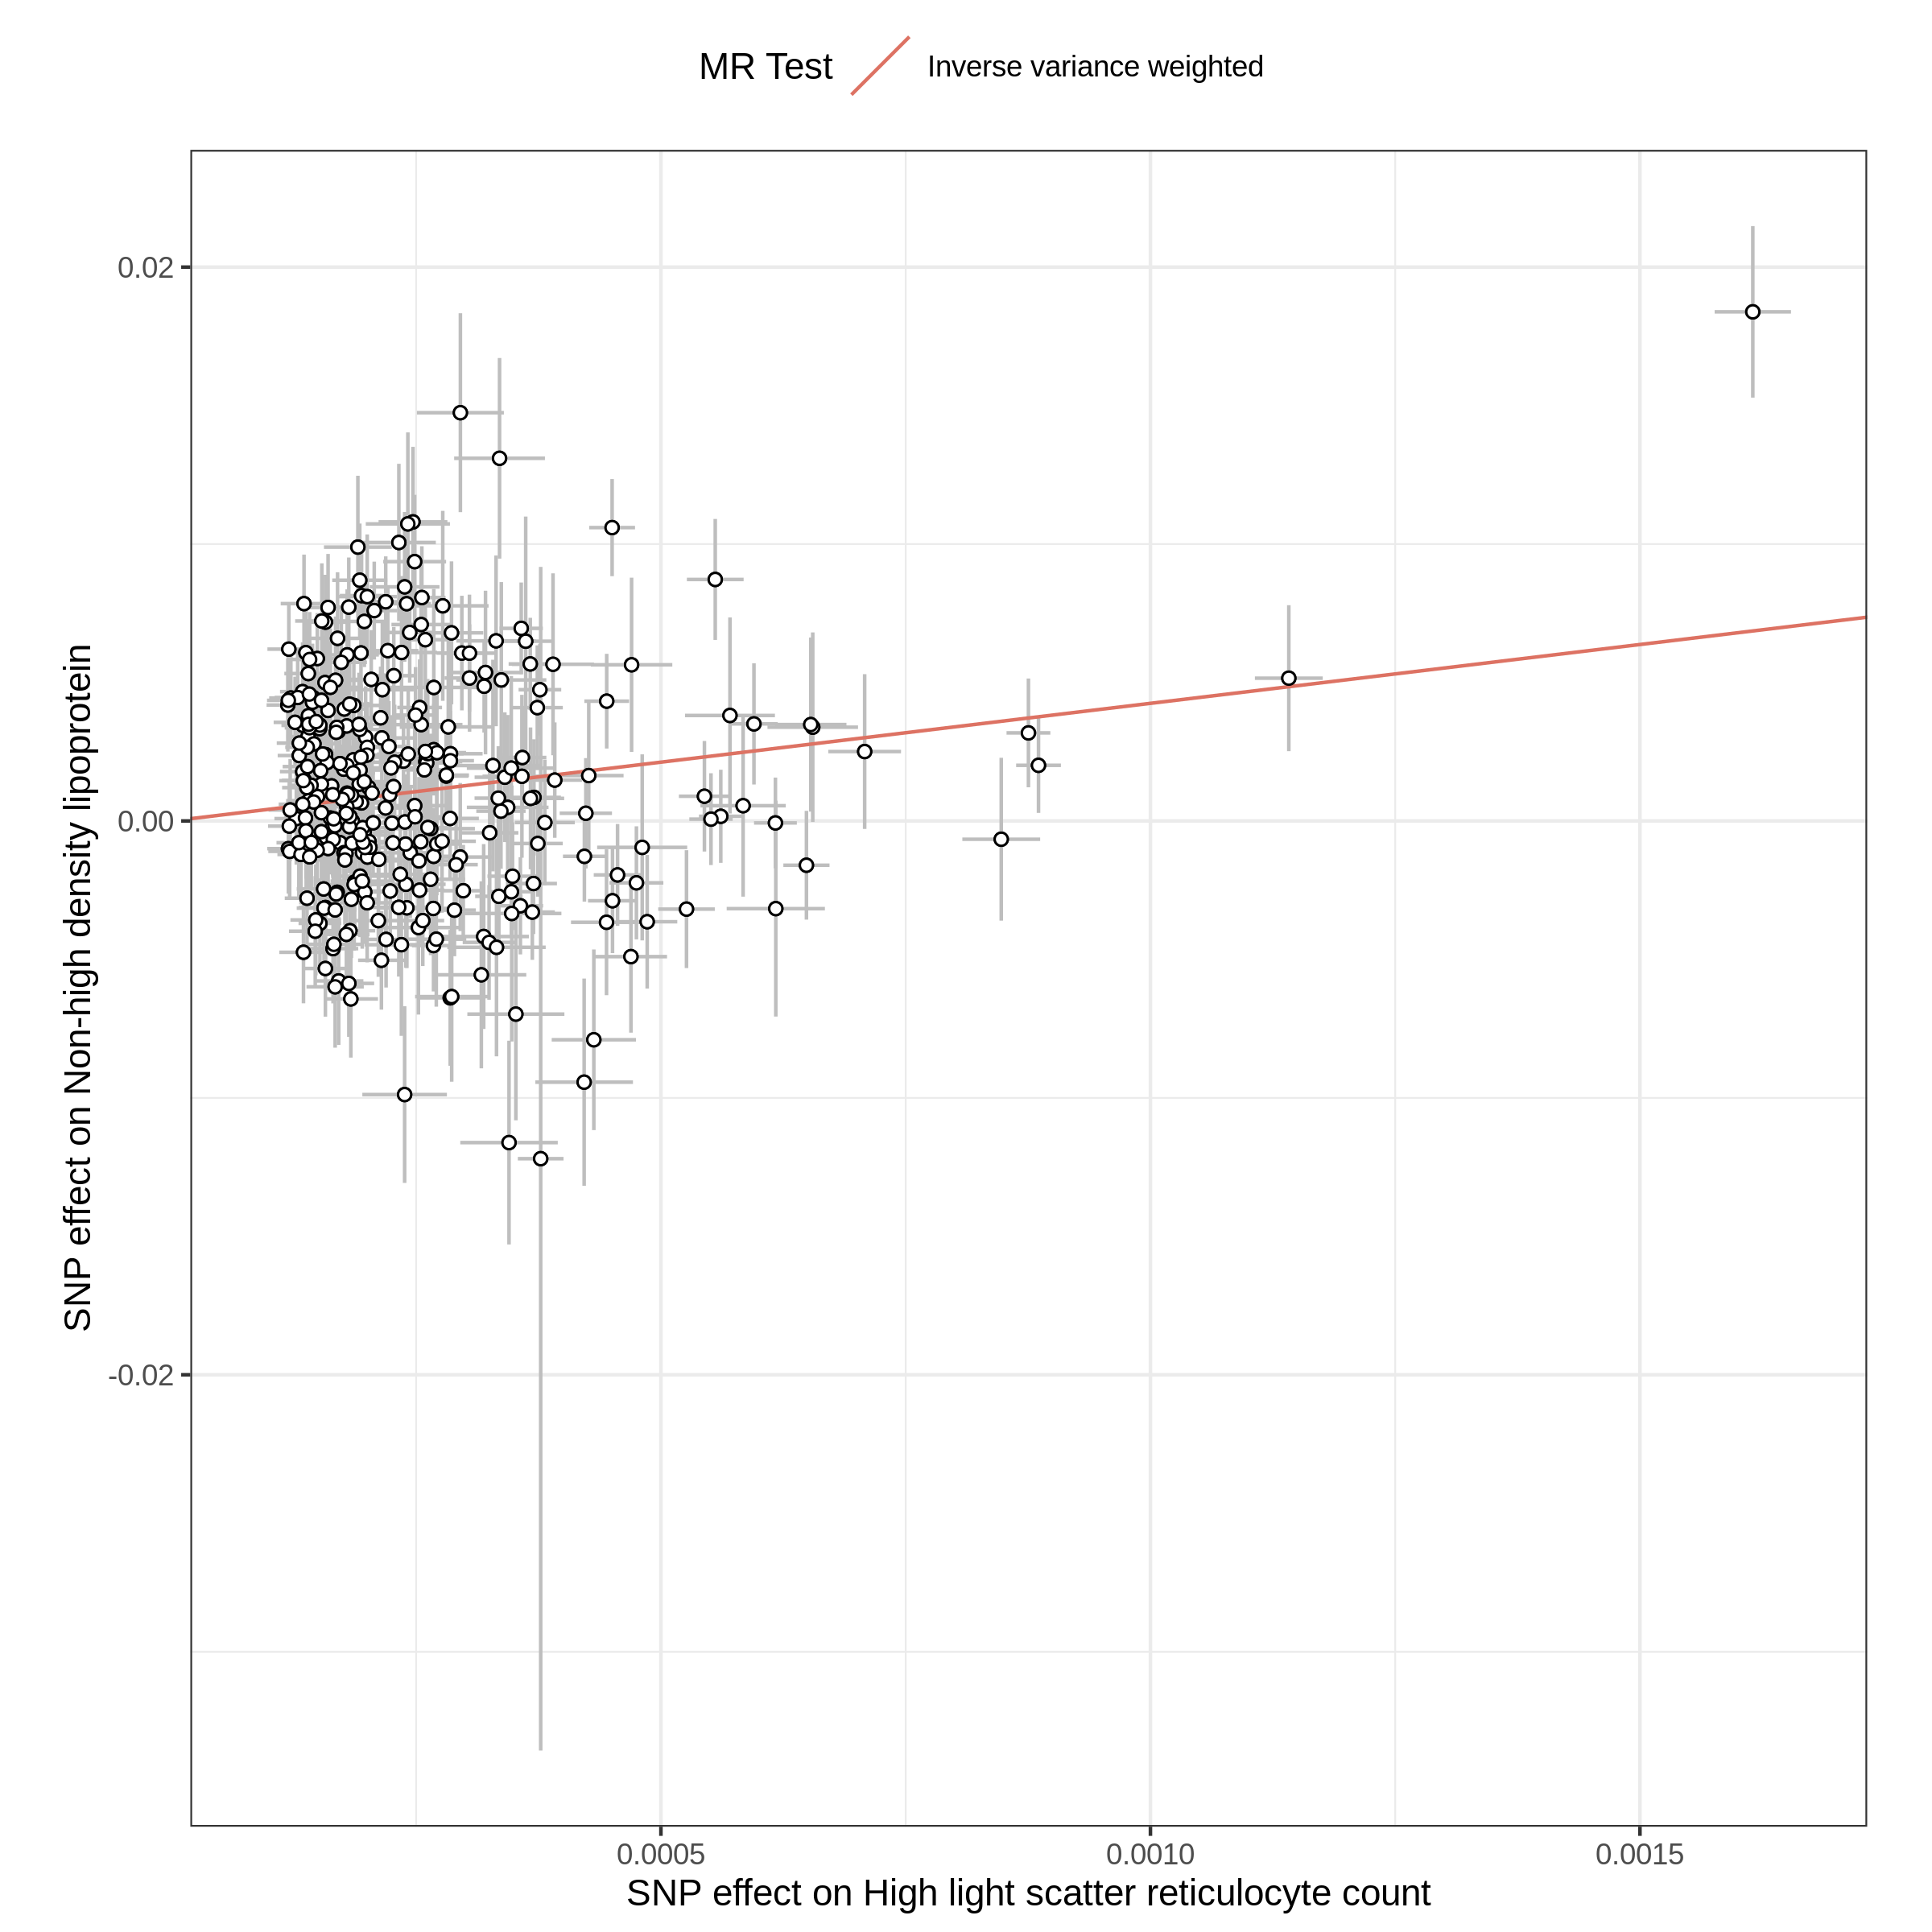 MR Test
Inverse variance weighted
SNP effect on Non-high density lipoprotein
0.02
0.00
-0.02
0.0005
0.0010
0.0015
SNP effect on High light scatter reticulocyte count